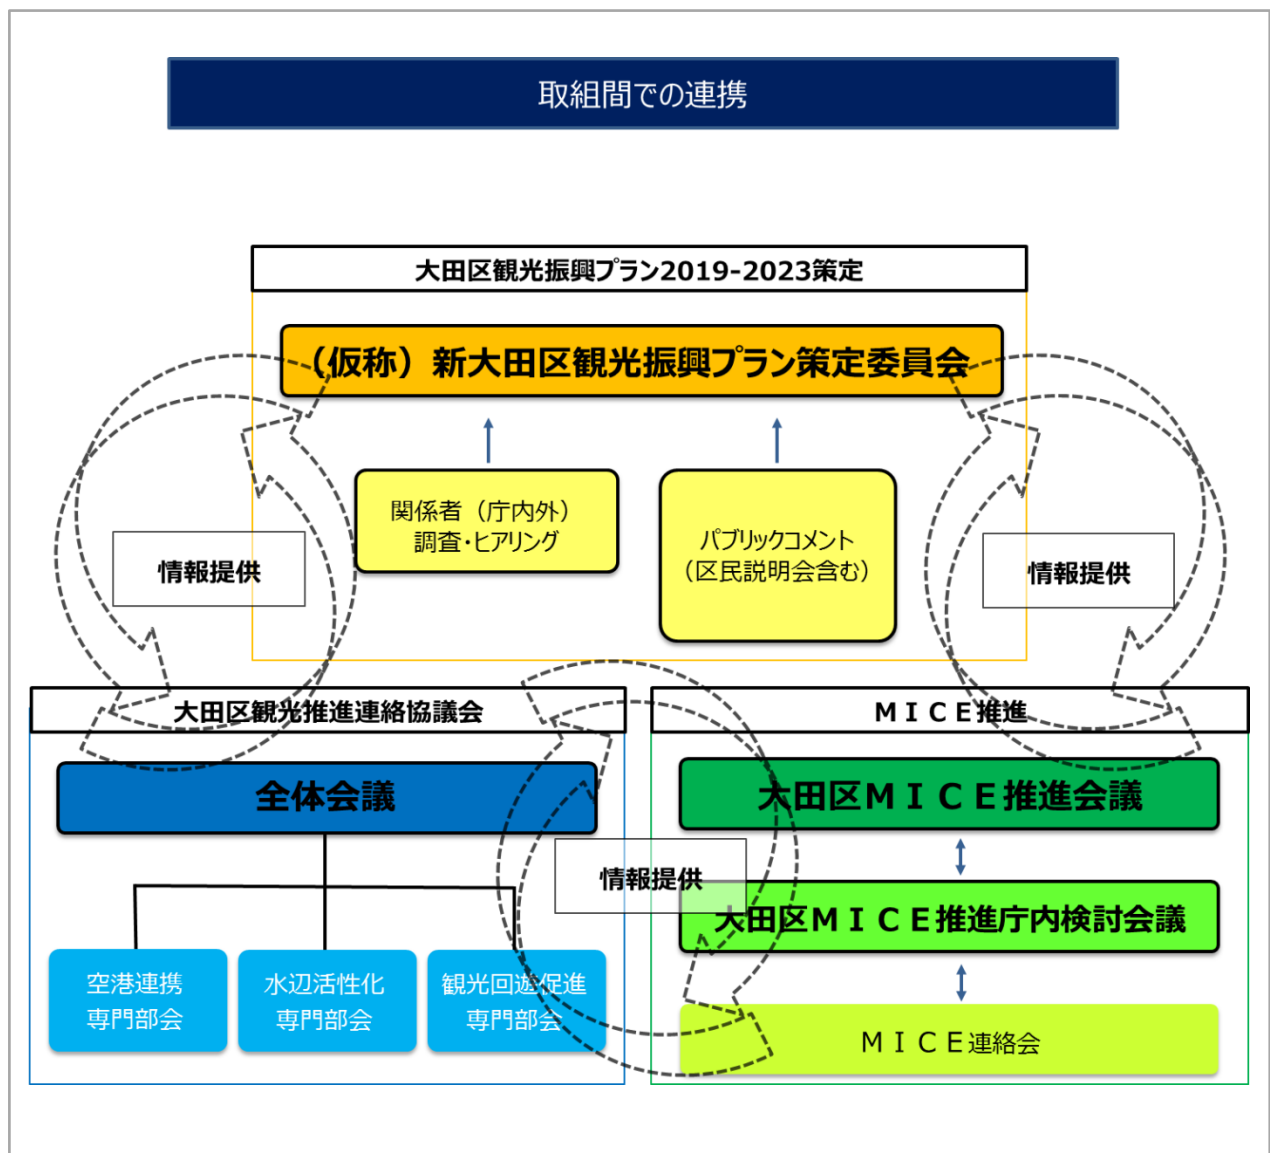 取組間での連携
大田区観光振興プラン2019-2023策定
（仮称）新大田区観光振興プラン策定委員会
関係者（庁内外）
調査・ヒアリング
パブリックコメント
（区民説明会含む）
情報提供
情報提供
大田区観光推進連絡協議会
全体会議
空港連携
専門部会
水辺活性化
専門部会
観光回遊促進
専門部会
情報提供
ＭＩＣＥ推進
大田区ＭＩＣＥ推進会議
大田区ＭＩＣＥ推進庁内検討会議
ＭＩＣＥ連絡会